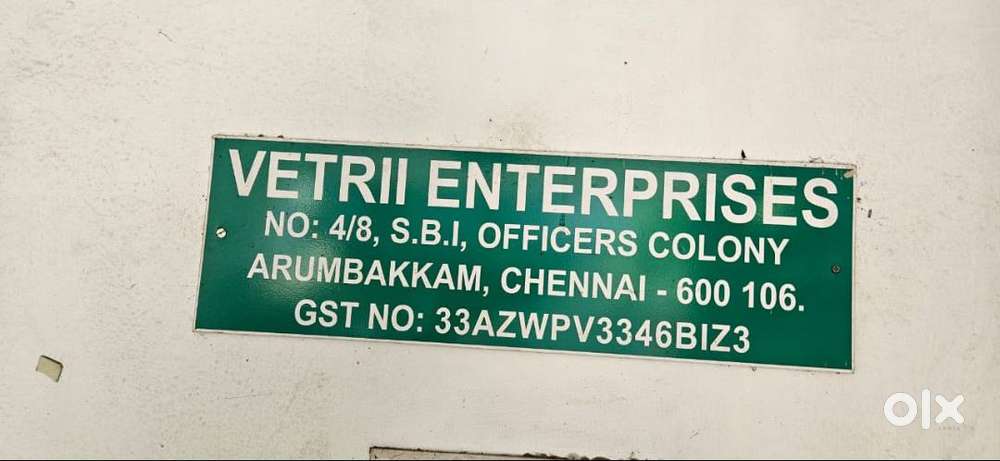 VETRII ENTERPRISES
NO: 4/8, S.B.I, OFFICERS COLONY
ARUMBAKKAM, CHENNAI - 600 106.
GST NO: 33AZWPV3346BIZ3
olx